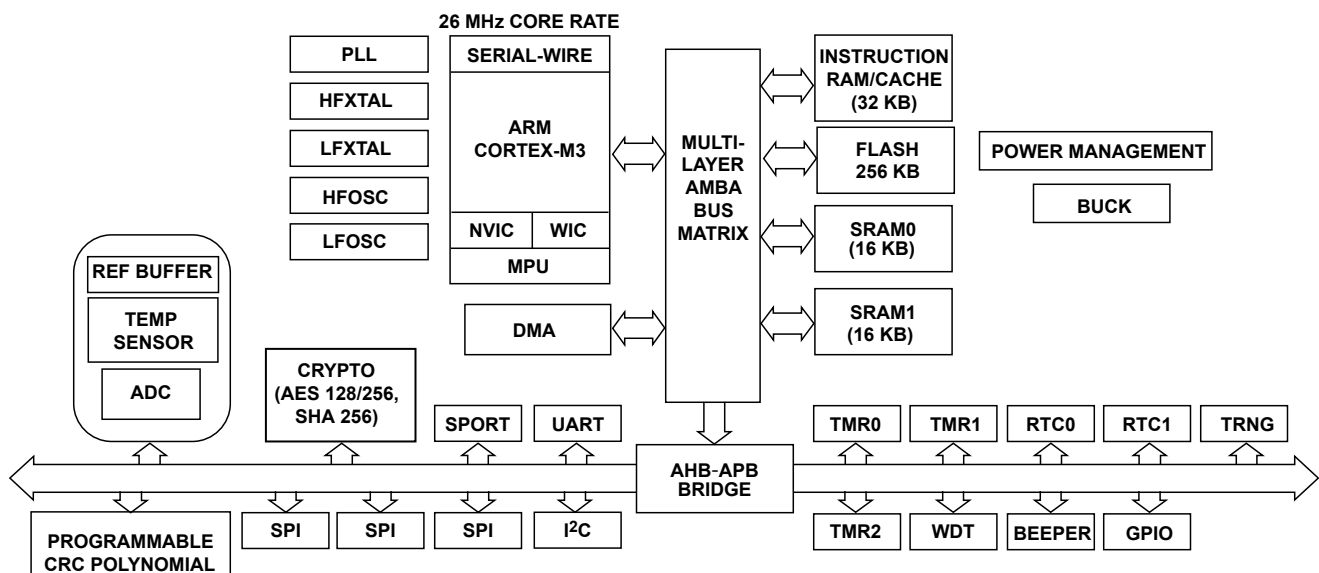 26 MHz CORE RATE
PLL
HFXTAL
LFXTAL
HFOSC
LFOSC
SERIAL-WIRE
ARM
CORTEX-M3
NVIC
WIC
MPU
DMA
MULTI-
LAYER
AMBA
BUS
MATRIX
INSTRUCTION
RAM/CACHE
(32 KB)
FLASH
256 KB
SRAM0
(16 KB)
SRAM1
(16 KB)
POWER MANAGEMENT
BUCK
REF BUFFER
TEMP
SENSOR
ADC
CRYPTO
(AES 128/256,
SHA 256)
SPORT
UART
TMR0
TMR1
RTC0
RTC1
TRNG
AHB-APB
BRIDGE
PROGRAMMABLE
CRC POLYNOMIAL
SPI
SPI
SPI
I²C
TMR2
WDT
BEEPER
GPIO